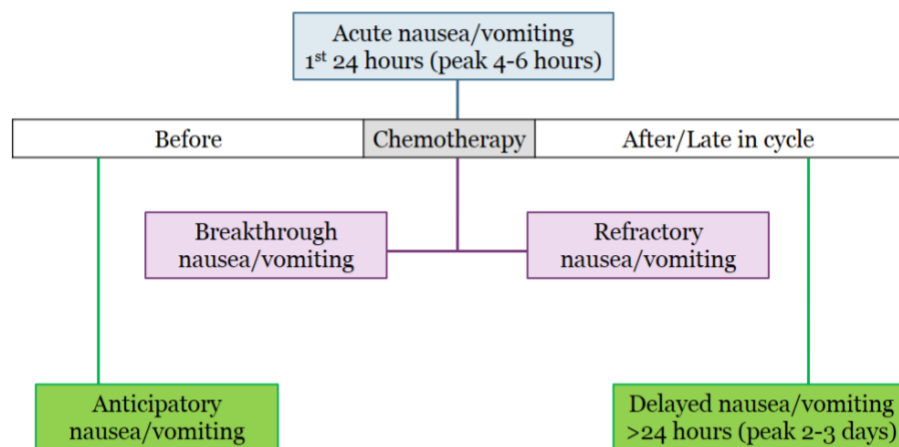 Acute nausea/vomiting
1st 24 hours (peak 4-6 hours)
Before
Chemotherapy
After/Late in cycle
Breakthrough
nausea/vomiting
Refractory
nausea/vomiting
Anticipatory
nausea/vomiting
Delayed nausea/vomiting
>24 hours (peak 2-3 days)